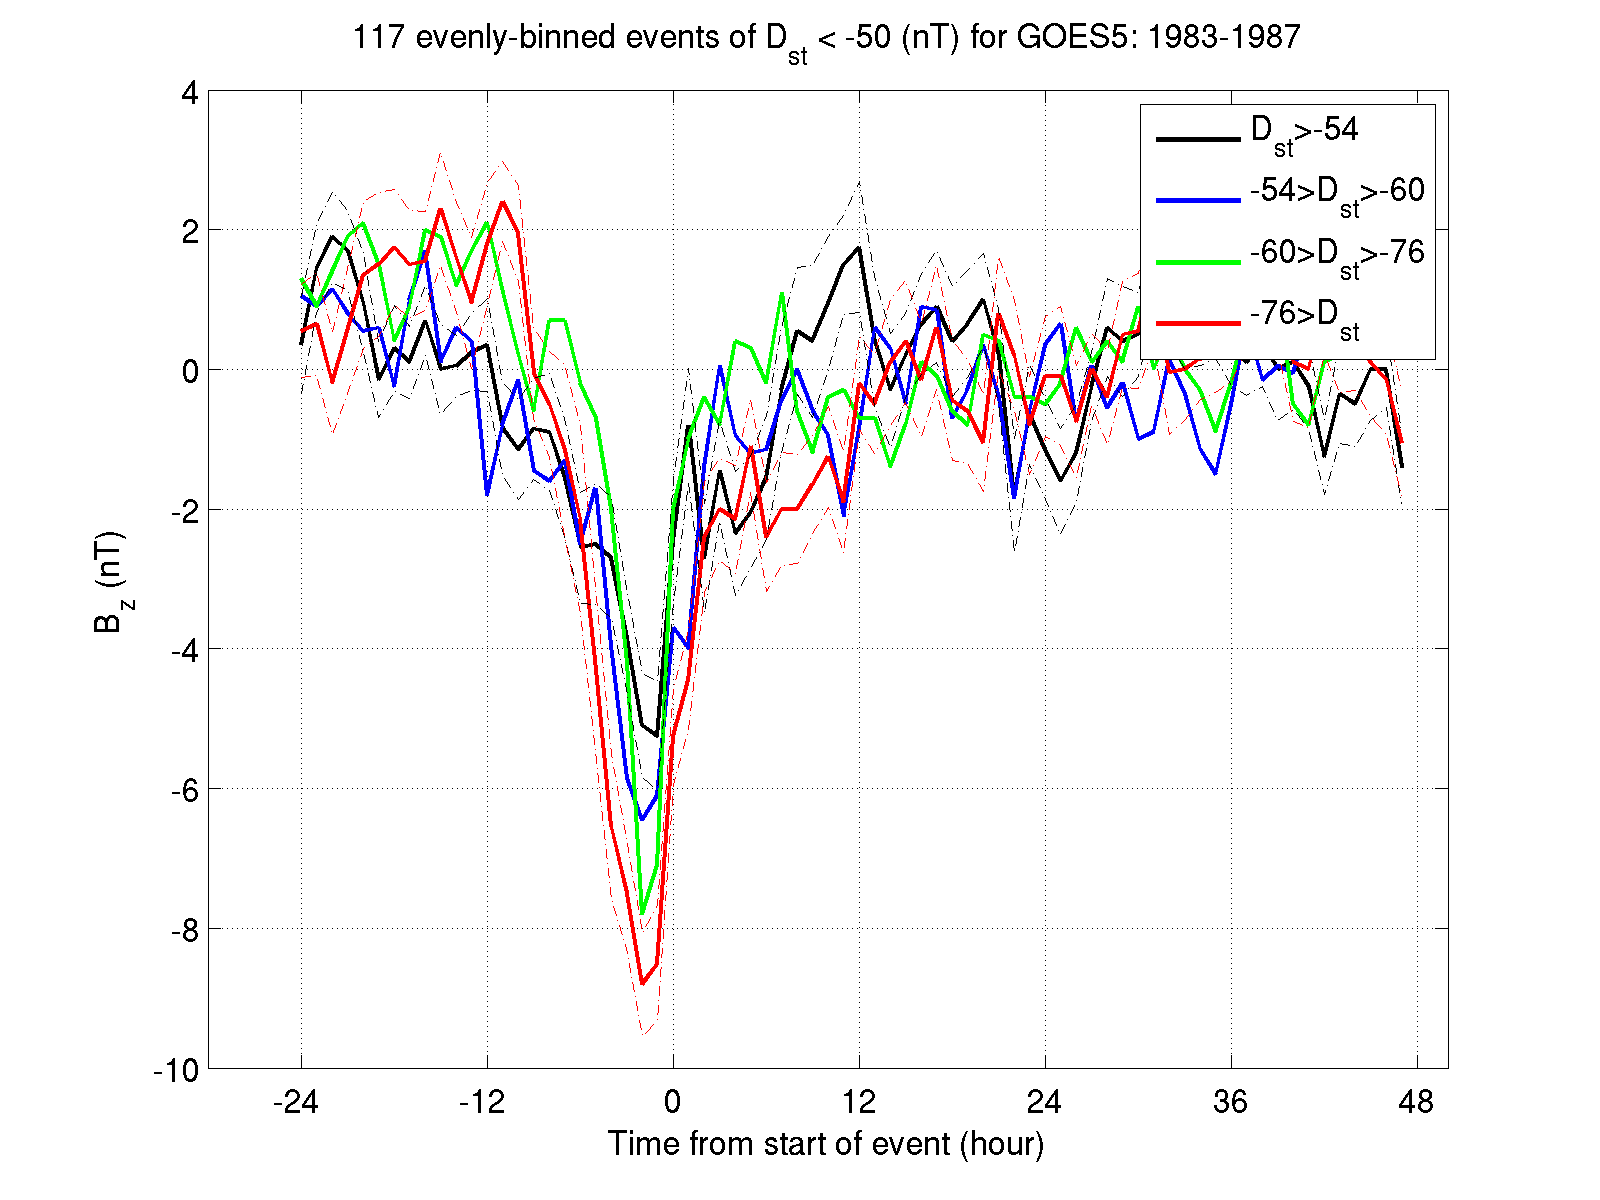 117 evenly-binned events of Dst < -50 (nT) for GOES5: 1983-1987
4
2
0
-2
-4
-6
-8
-10
Bz (nT)
Dst>-54
-54>Dst>-60
-60>Dst>-76
-76>Dst
-24
-12
0
12
24
36
48
Time from start of event (hour)